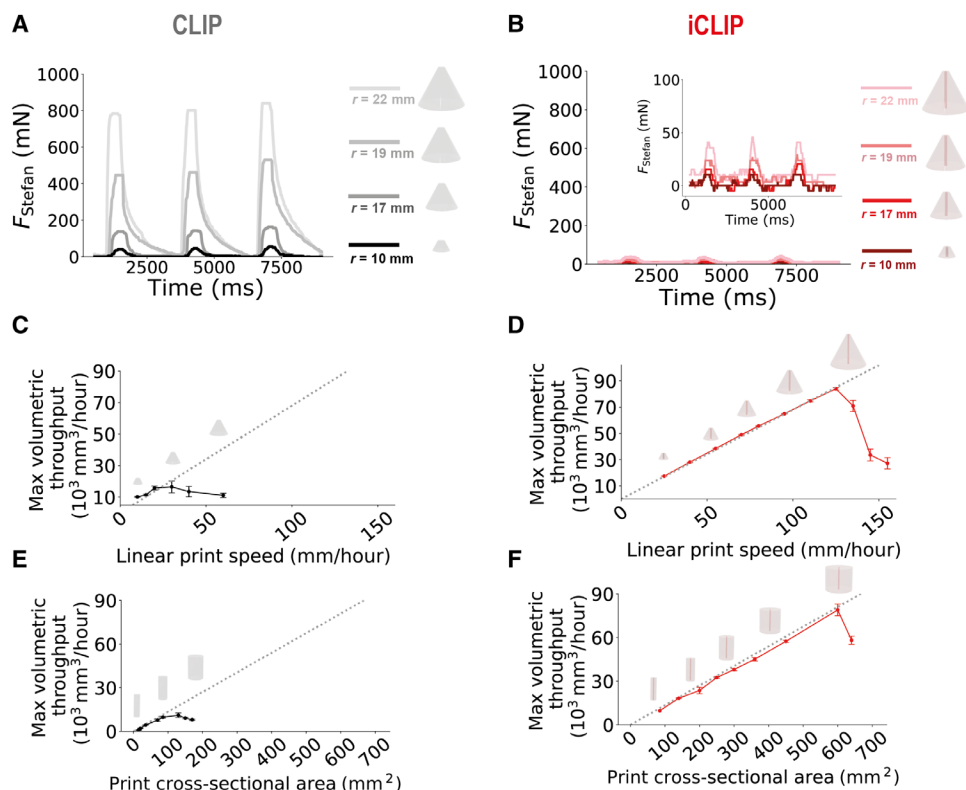 A
CLIP
F_Stefan (mN)
1000
800
600
400
200
0
2500
5000
7500
Time (ms)
r = 22 mm
r = 19 mm
r = 17 mm
r = 10 mm
B
iCLIP
F_Stefan (mN)
1000
800
600
400
200
0
2500
5000
7500
Time (ms)
F_Stefan (mN)
100
50
0
5000
Time (ms)
r = 22 mm
r = 19 mm
r = 17 mm
r = 10 mm
C
Max volumetric
throughput
(10³ mm³/hour)
90
70
50
30
10
0
50
100
150
Linear print speed (mm/hour)
D
Max volumetric
throughput
(10³ mm³/hour)
90
70
50
30
10
0
50
100
150
Linear print speed (mm/hour)
E
Max volumetric
throughput
(10³ mm³/hour)
90
60
30
0
0
100
200
300
400
500
600
700
Print cross-sectional area (mm²)
F
Max volumetric
throughput
(10³ mm³/hour)
90
60
30
0
0
100
200
300
400
500
600
700
Print cross-sectional area (mm²)